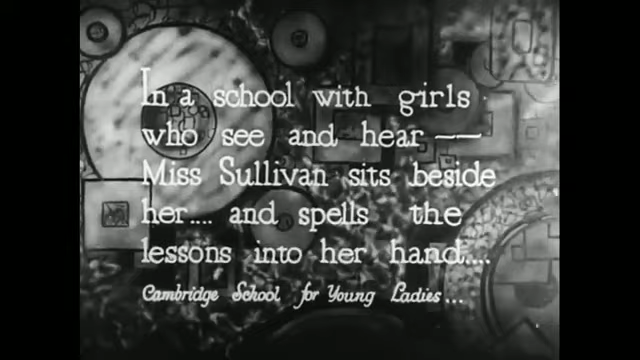 In a school with girls
who see and hear —
Miss Sullivan sits beside
her.... and spells the
lessons into her hand....
Cambridge School for Young Ladies...